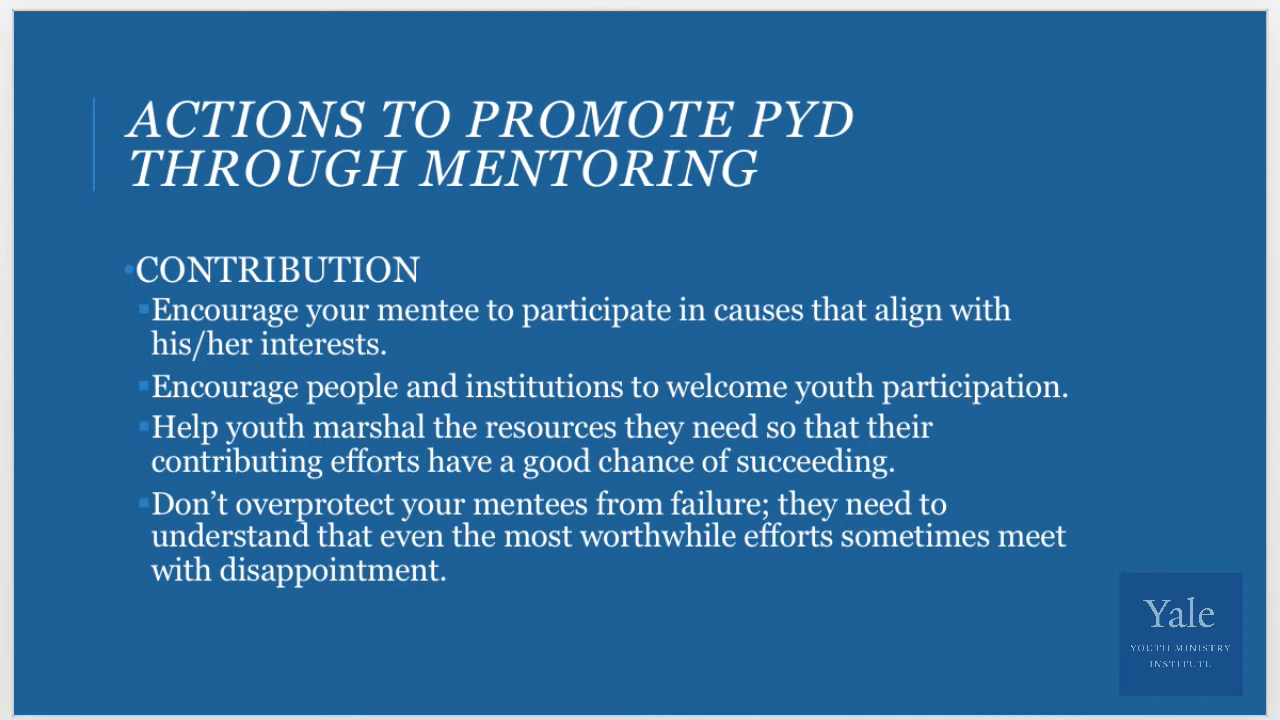 ACTIONS TO PROMOTE PYD
THROUGH MENTORING
•CONTRIBUTION
▪Encourage your mentee to participate in causes that align with
his/her interests.
▪Encourage people and institutions to welcome youth participation.
▪Help youth marshal the resources they need so that their
contributing efforts have a good chance of succeeding.
▪Don’t overprotect your mentees from failure; they need to
understand that even the most worthwhile efforts sometimes meet
with disappointment.
Yale
YOUTH MINISTRY
INSTITUTE